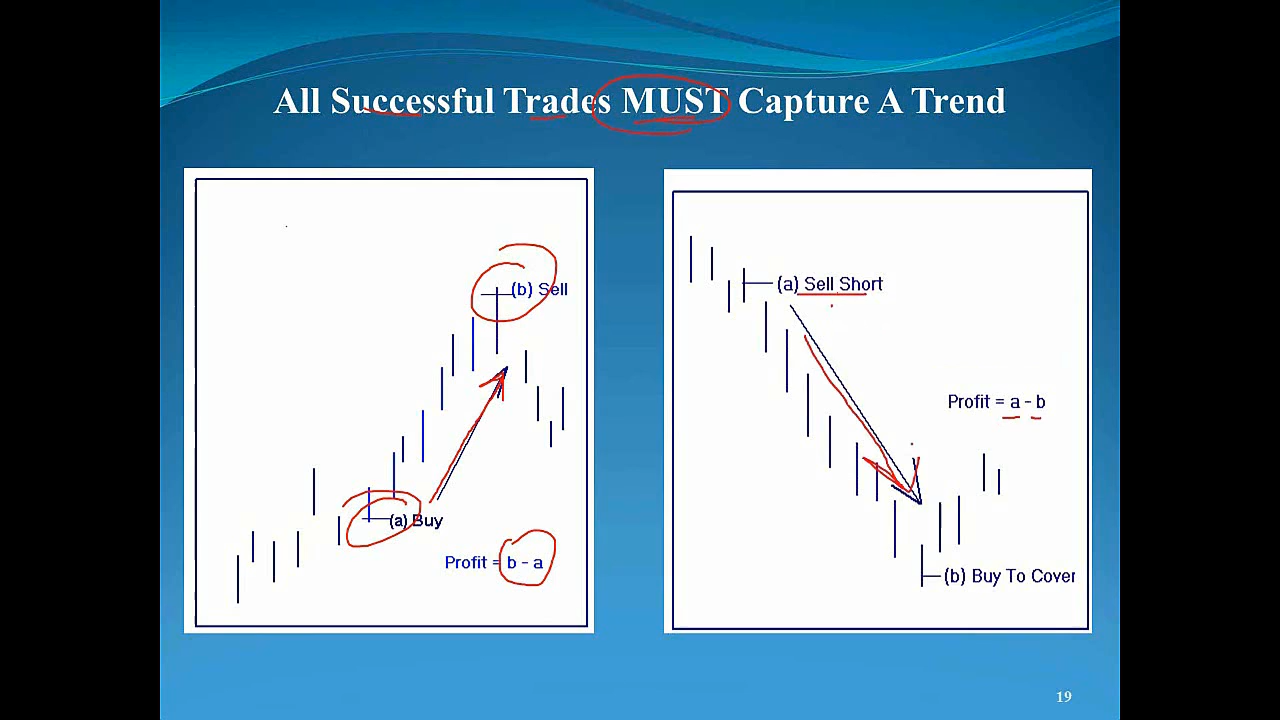 All Successful Trades MUST Capture A Trend
(b) Sell
(a) Buy
Profit = b - a
(a) Sell Short
Profit = a - b
(b) Buy To Cover
19